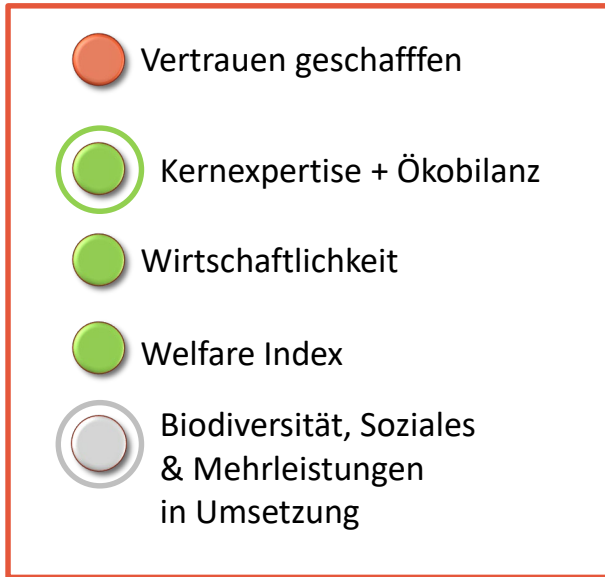 Vertrauen geschafffen
Kernexpertise + Ökobilanz
Wirtschaftlichkeit
Welfare Index
Biodiversität, Soziales
& Mehrleistungen
in Umsetzung